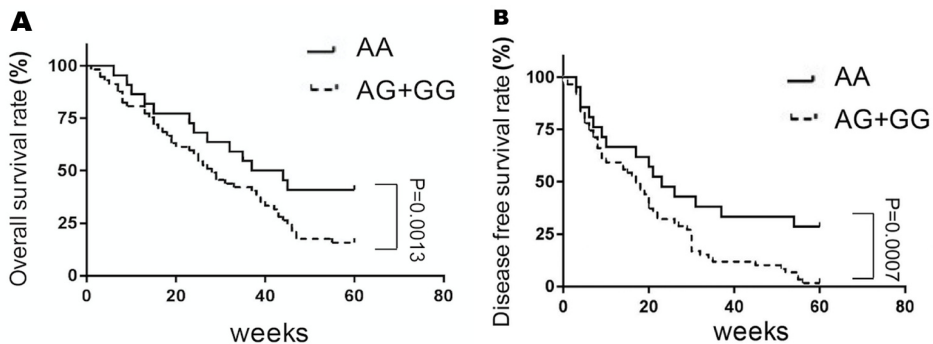 A
Overall survival rate (%)
100
75
50
25
0
0 20 40 60 80
weeks
AA
AG+GG
P=0.0013
B
Disease free survival rate (%)
100
75
50
25
0
0 20 40 60 80
weeks
AA
AG+GG
P=0.0007